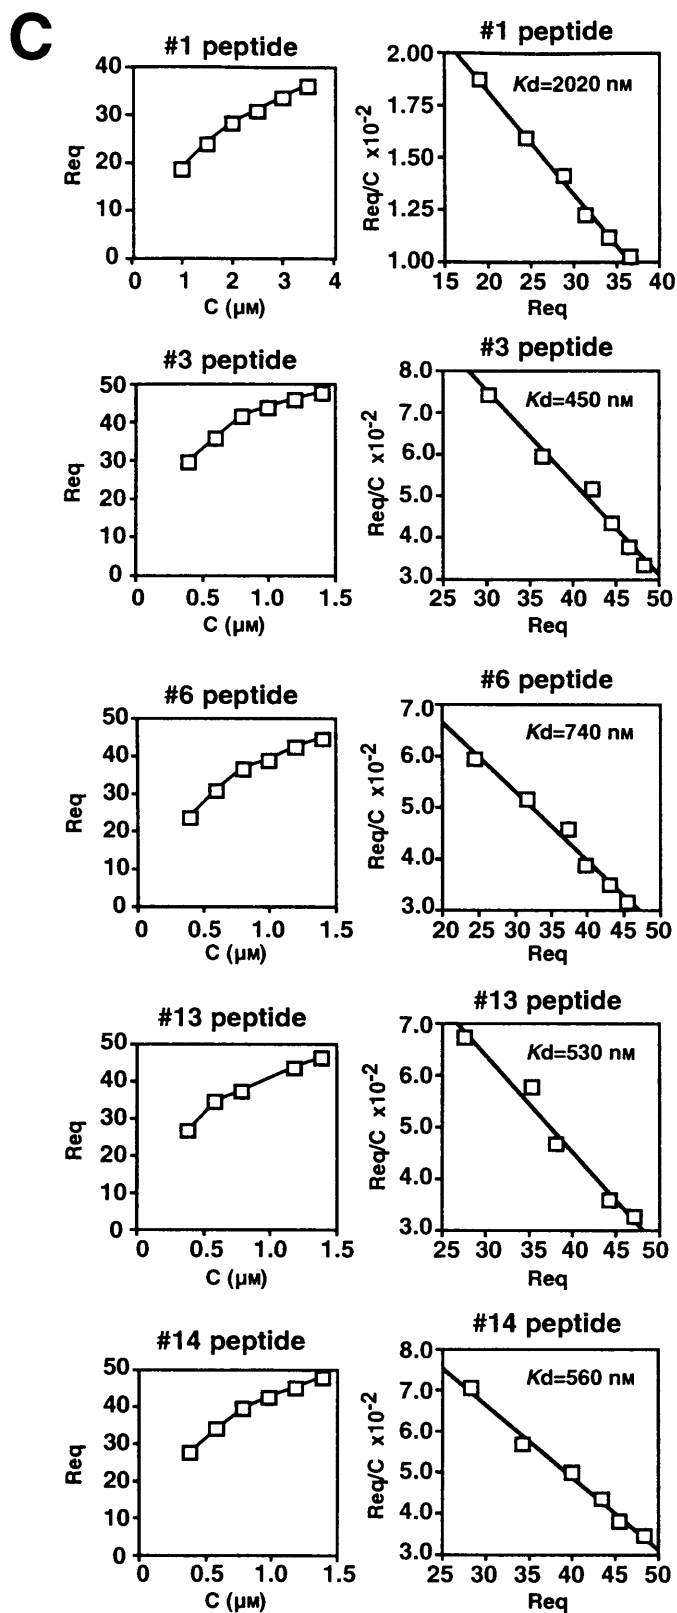 C
#1 peptide
40
30
20
10
0
Req
0 1 2 3 4
C (μM)
#1 peptide
2.00
1.75
1.50
1.25
1.00
Req/C x10-2
Kd=2020 nM
15 20 25 30 35 40
Req
#3 peptide
50
40
30
20
10
0
Req
0 0.5 1.0 1.5
C (μM)
#3 peptide
8.0
7.0
6.0
5.0
4.0
3.0
Req/C x10-2
Kd=450 nM
25 30 35 40 45 50
Req
#6 peptide
50
40
30
20
10
0
Req
0 0.5 1.0 1.5
C (μM)
#6 peptide
7.0
6.0
5.0
4.0
3.0
Req/C x10-2
Kd=740 nM
20 25 30 35 40 45 50
Req
#13 peptide
50
40
30
20
10
0
Req
0 0.5 1.0 1.5
C (μM)
#13 peptide
7.0
6.0
5.0
4.0
3.0
Req/C x10-2
Kd=530 nM
25 30 35 40 45 50
Req
#14 peptide
50
40
30
20
10
0
Req
0 0.5 1.0 1.5
C (μM)
#14 peptide
8.0
7.0
6.0
5.0
4.0
3.0
Req/C x10-2
Kd=560 nM
25 30 35 40 45 50
Req